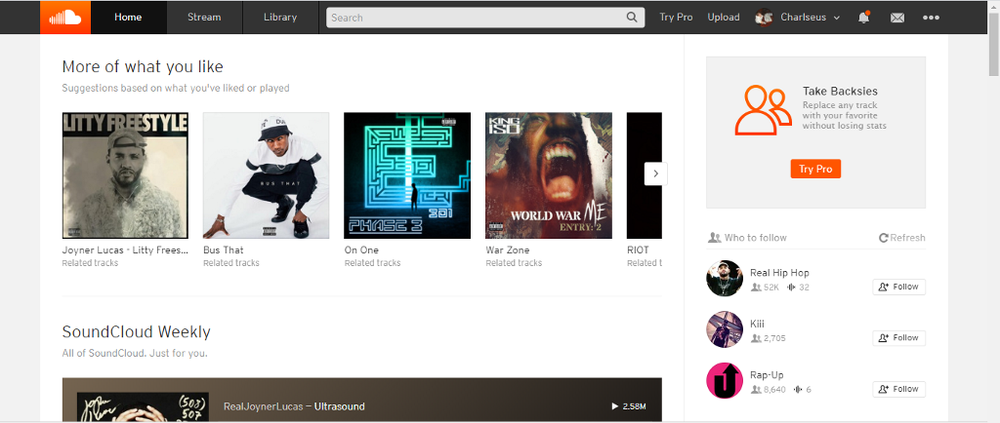 Home
Stream
Library
Search
Try Pro
Upload
Charlseus
More of what you like
Suggestions based on what you've liked or played
LITTY FREESTYLE
BUS THAT
PHASE 3
301
KING ISO
WORLD WAR ME
ENTRY: 2
Joyner Lucas - Litty Frees...
Related tracks
Bus That
Related tracks
On One
Related tracks
War Zone
Related tracks
RIOT
Related t
SoundCloud Weekly
All of SoundCloud. Just for you.
(503)
507
RealJoynerLucas – Ultrasound
2.58M
Take Backsies
Replace any track
with your favorite
without losing stats
Try Pro
Who to follow
Refresh
Real Hip Hop
52K
32
Follow
Kiii
2,705
Follow
Rap-Up
8,640
6
Follow